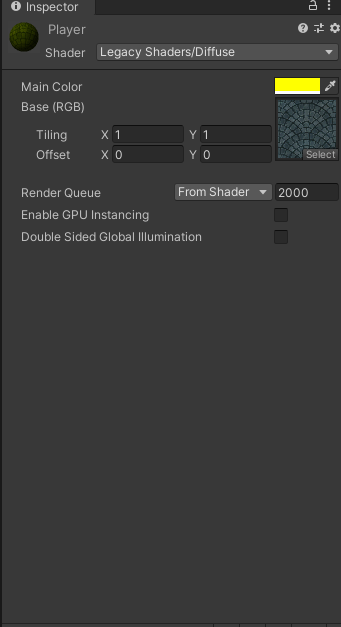 Inspector
Player
Shader Legacy Shaders/Diffuse
Main Color
Base (RGB)
Tiling X 1 Y 1
Offset X 0 Y 0
Select
Render Queue From Shader 2000
Enable GPU Instancing
Double Sided Global Illumination